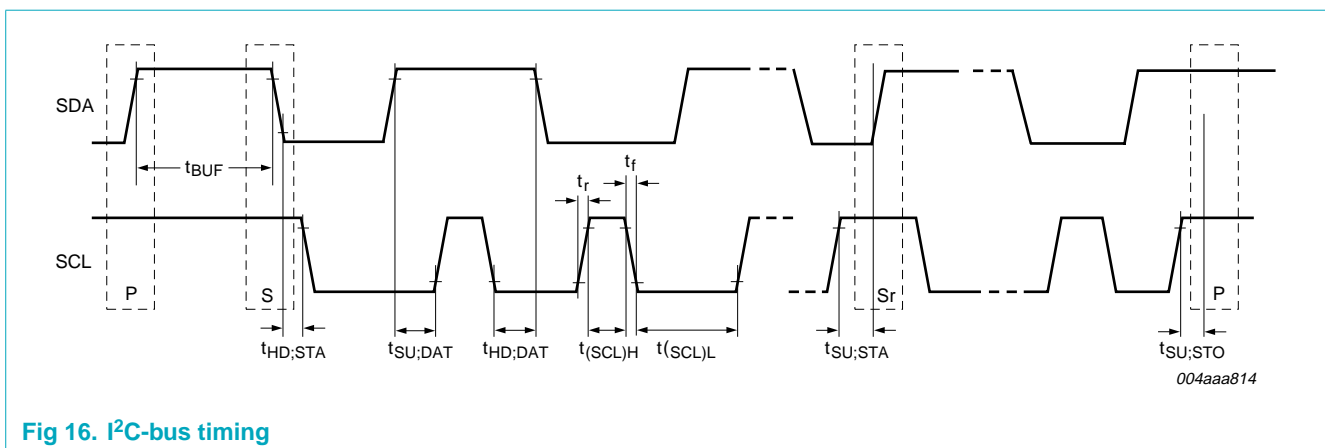 SDA
t_BUF
t_r
t_f
SCL
P
S
Sr
P
t_HD;STA
t_SU;DAT
t_HD;DAT
t_(SCL)H
t_(SCL)L
t_SU;STA
t_SU;STO
004aaa814
Fig 16. I²C-bus timing